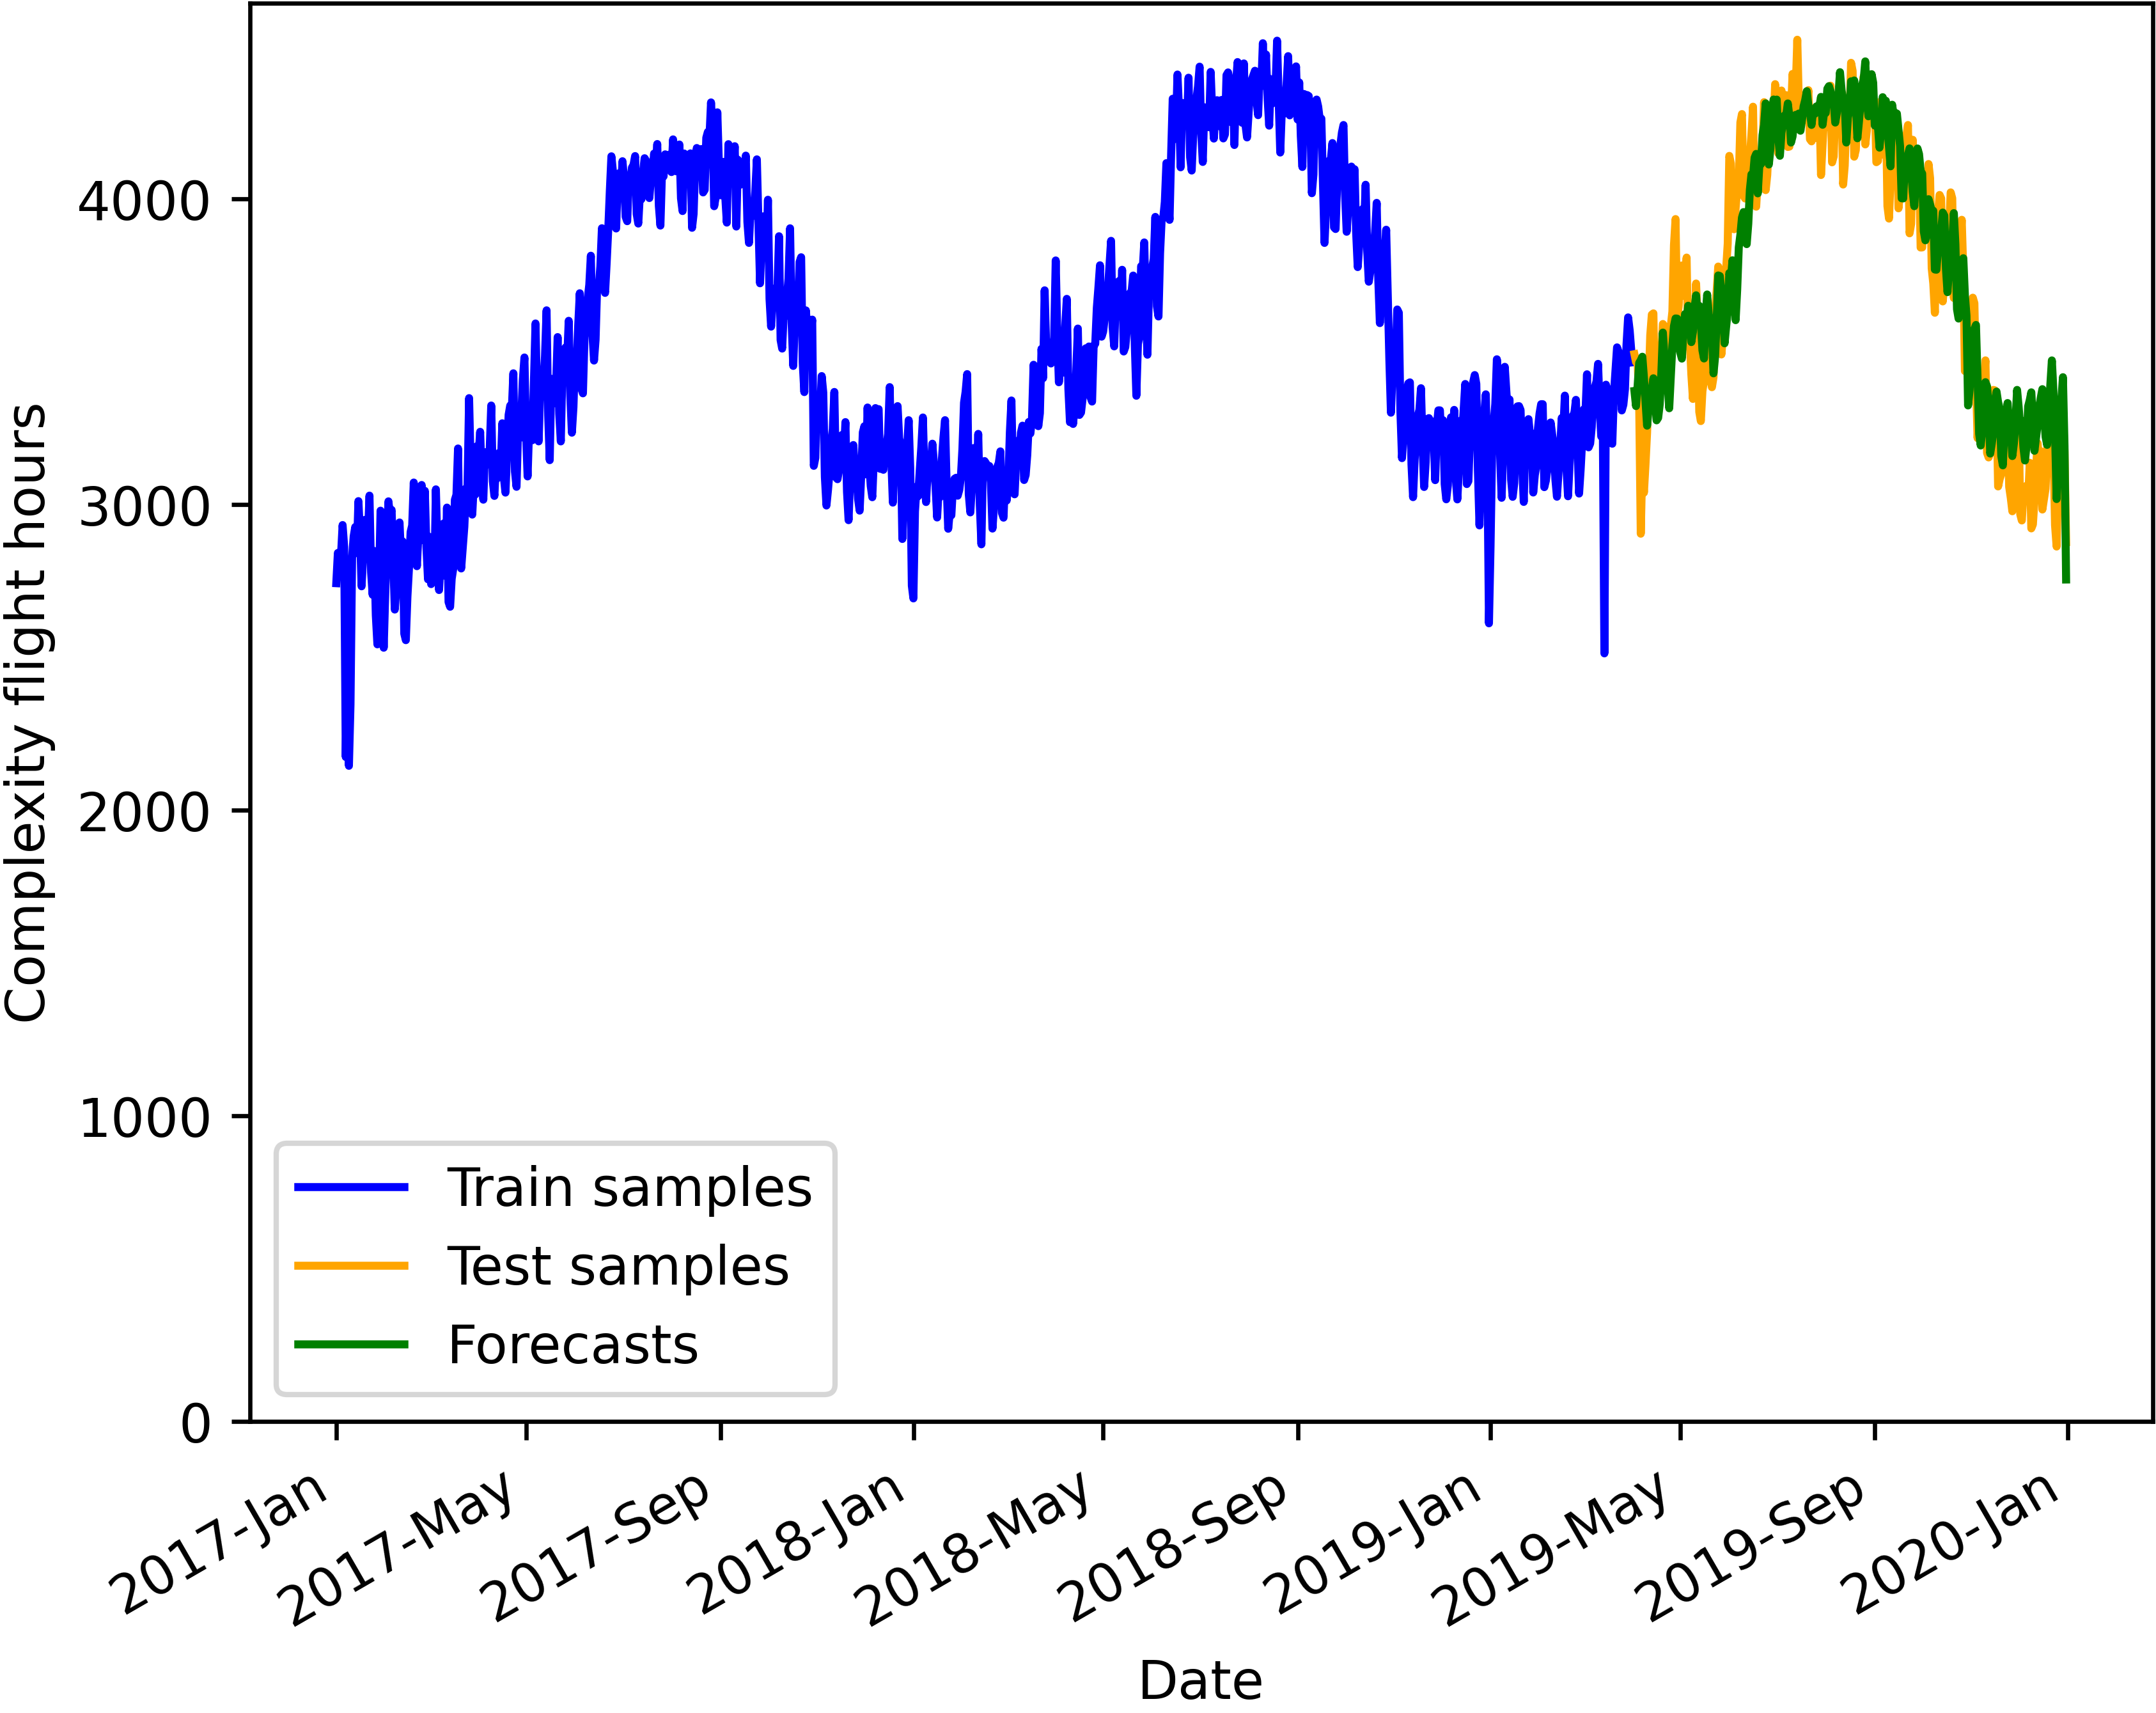 Complexity flight hours
4000
3000
2000
1000
0
Train samples
Test samples
Forecasts
2017-Jan
2017-May
2017-Sep
2018-Jan
2018-May
2018-Sep
2019-Jan
2019-May
2019-Sep
2020-Jan
Date